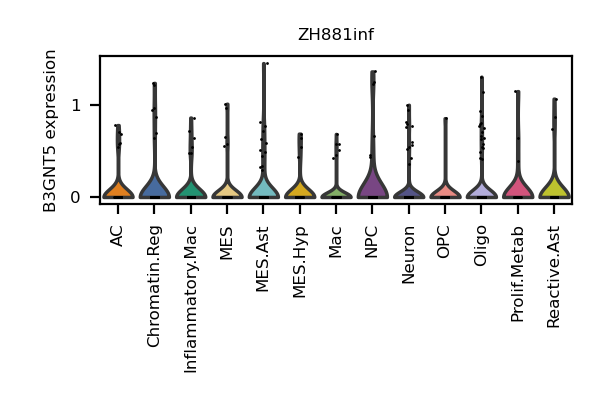 ZH881inf
B3GNT5 expression
1
0
AC
Chromatin.Reg
Inflammatory.Mac
MES
MES.Ast
MES.Hyp
Mac
NPC
Neuron
OPC
Oligo
Prolif.Metab
Reactive.Ast